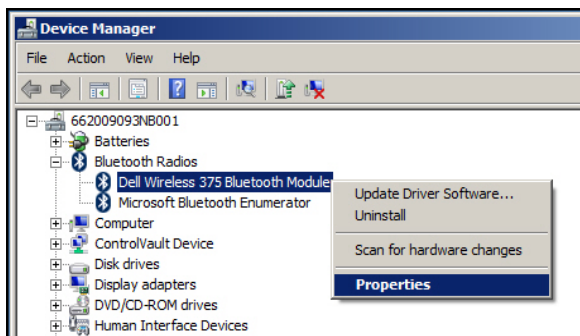 Device Manager
File Action View Help
662009093NB001
Batteries
Bluetooth Radios
Dell Wireless 375 Bluetooth Module
Microsoft Bluetooth Enumerator
Computer
ControlVault Device
Disk drives
Display adapters
DVD/CD-ROM drives
Human Interface Devices
Update Driver Software...
Uninstall
Scan for hardware changes
Properties